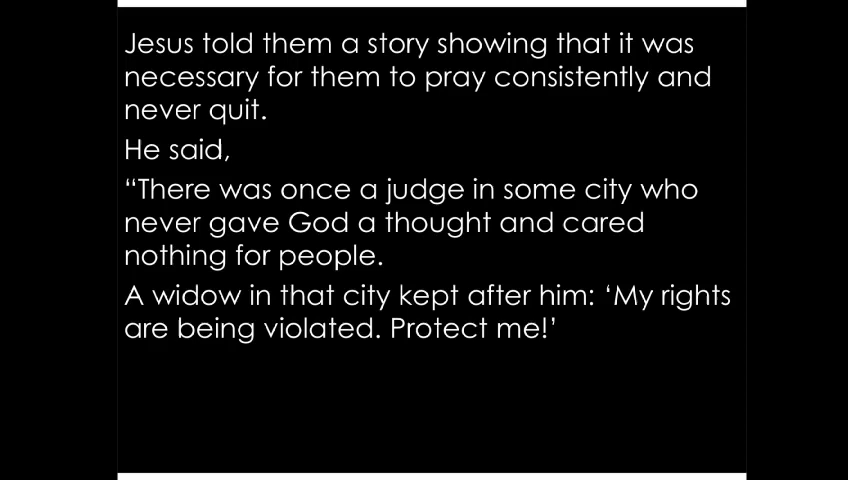 Jesus told them a story showing that it was
necessary for them to pray consistently and
never quit.
He said,
“There was once a judge in some city who
never gave God a thought and cared
nothing for people.
A widow in that city kept after him: ‘My rights
are being violated. Protect me!’